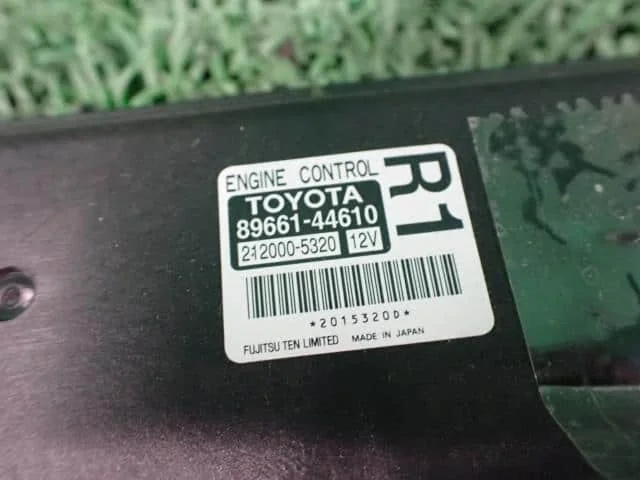 ENGINE CONTROL
R1
TOYOTA
89661-44610
212000-5320 12V
*2015320D*
FUJITSU TEN LIMITED MADE IN JAPAN